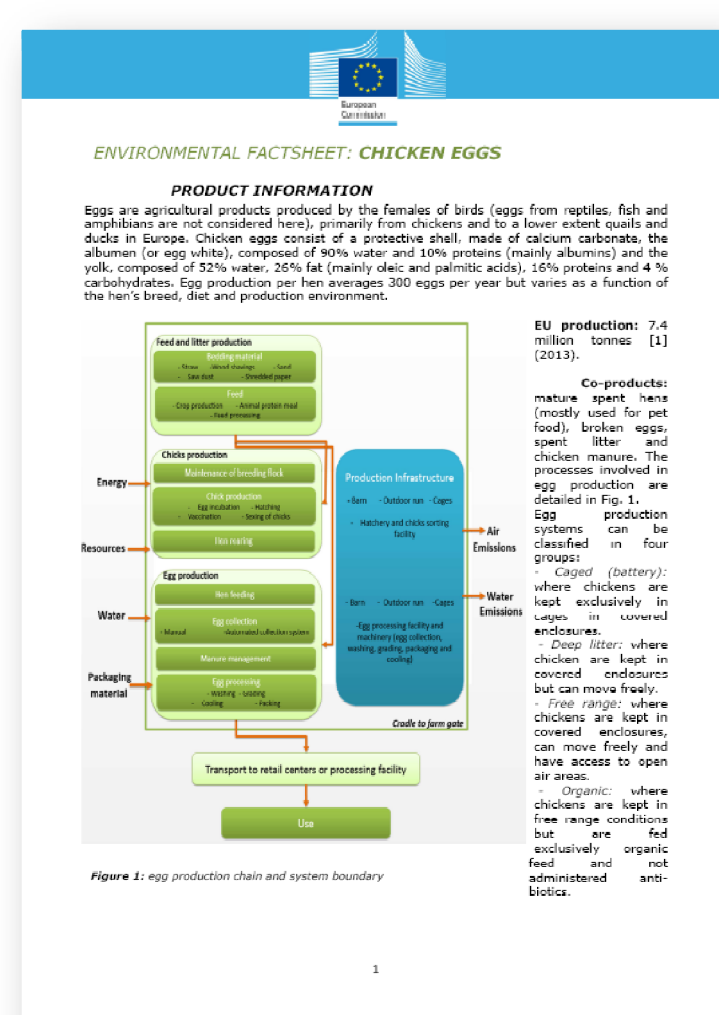 European
Commission
ENVIRONMENTAL FACTSHEET: CHICKEN EGGS
PRODUCT INFORMATION
Eggs are agricultural products produced by the females of birds (eggs from reptiles, fish and
amphibians are not considered here), primarily from chickens and to a lower extent quails and
ducks in Europe. Chicken eggs consist of a protective shell, made of calcium carbonate, the
albumen (or egg white), composed of 90% water and 10% proteins (mainly albumins) and the
yolk, composed of 52% water, 26% fat (mainly oleic and palmitic acids), 16% proteins and 4 %
carbohydrates. Egg production per hen averages 300 eggs per year but varies as a function of
the hen's breed, diet and production environment.
Feed and litter production
Bedding material
- Straw - Wood shavings - Sand
- Saw dust - Shredded paper
Feed
- Crop production - Animal protein meal
- Feed processing
Chicks production
Maintenance of breeding flock
Chick production
- Egg incubation - Hatching
- Vaccination - Sexing of chicks
Hen rearing
Egg production
Hen feeding
Egg collection
- Manual -Automated collection system
Manure management
Egg processing
- Washing - Grading
- Cooling - Packing
Energy
Resources
Water
Packaging
material
Production Infrastructure
- Barn - Outdoor run - Cages
- Hatchery and chicks sorting
facility
- Barn - Outdoor run -Cages
-Egg processing facility and
machinery (egg collection,
washing, grading, packaging and
cooling)
Air
Emissions
Water
Emissions
Cradle to farm gate
Transport to retail centers or processing facility
Use
Figure 1: egg production chain and system boundary
EU production: 7.4
million tonnes [1]
(2013).
Co-products:
mature spent hens
(mostly used for pet
food), broken eggs,
spent litter and
chicken manure. The
processes involved in
egg production are
detailed in Fig. 1.
Egg production
systems can be
classified in four
groups:
- Caged (battery):
where chickens are
kept exclusively in
cages in covered
enclosures.
- Deep litter: where
chicken are kept in
covered enclosures
but can move freely.
- Free range: where
chickens are kept in
covered enclosures,
can move freely and
have access to open
air areas.
- Organic: where
chickens are kept in
free range conditions
but are fed
exclusively organic
feed and not
administered anti-
biotics.
1